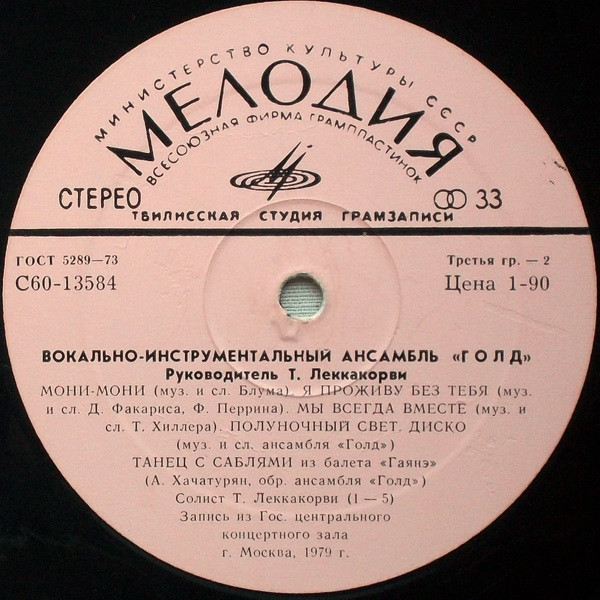 МИНИСТЕРСТВО КУЛЬТУРЫ СССР
МЕЛОДИЯ
ВСЕСОЮЗНАЯ ФИРМА ГРАМПЛАСТИНОК
СТЕРЕО 33
ТБИЛИССКАЯ СТУДИЯ ГРАМЗАПИСИ
ГОСТ 5289—73 Третья гр. — 2
С60-13584 Цена 1-90
ВОКАЛЬНО-ИНСТРУМЕНТАЛЬНЫЙ АНСАМБЛЬ «ГОЛД»
Руководитель Т. Леккакорви
МОНИ-МОНИ (муз. и сл. Блума). Я ПРОЖИВУ БЕЗ ТЕБЯ (муз.
и сл. Д. Факариса, Ф. Перрина). МЫ ВСЕГДА ВМЕСТЕ (муз. и
сл. Т. Хиллера). ПОЛУНОЧНЫЙ СВЕТ. ДИСКО
(муз. и сл. ансамбля «Голд»)
ТАНЕЦ С САБЛЯМИ из балета «Гаянэ»
(А. Хачатурян, обр. ансамбля «Голд»)
Солист Т. Леккакорви (1 — 5)
Запись из Гос. центрального
концертного зала
г. Москва, 1979 г.